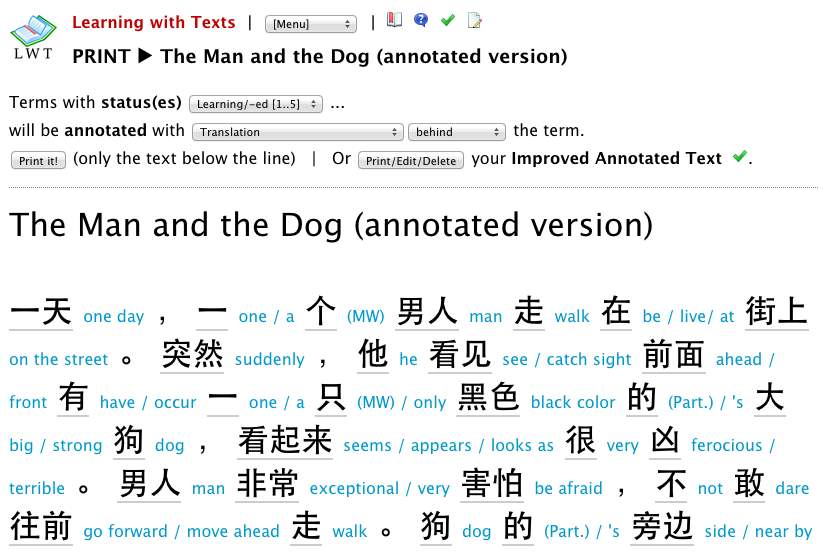 LWT
Learning with Texts | [Menu] |
PRINT ▶ The Man and the Dog (annotated version)
Terms with status(es) Learning/-ed [1..5] ...
will be annotated with Translation behind the term.
Print it! (only the text below the line) | Or Print/Edit/Delete your Improved Annotated Text .
The Man and the Dog (annotated version)
一天 one day ， 一 one / a 个 (MW) 男人 man 走 walk 在 be / live/ at 街上
on the street 。 突然 suddenly ， 他 he 看见 see / catch sight 前面 ahead /
front 有 have / occur 一 one / a 只 (MW) / only 黑色 black color 的 (Part.) / 's 大
big / strong 狗 dog ， 看起来 seems / appears / looks as 很 very 凶 ferocious /
terrible 。 男人 man 非常 exceptional / very 害怕 be afraid ， 不 not 敢 dare
往前 go forward / move ahead 走 walk 。 狗 dog 的 (Part.) / 's 旁边 side / near by